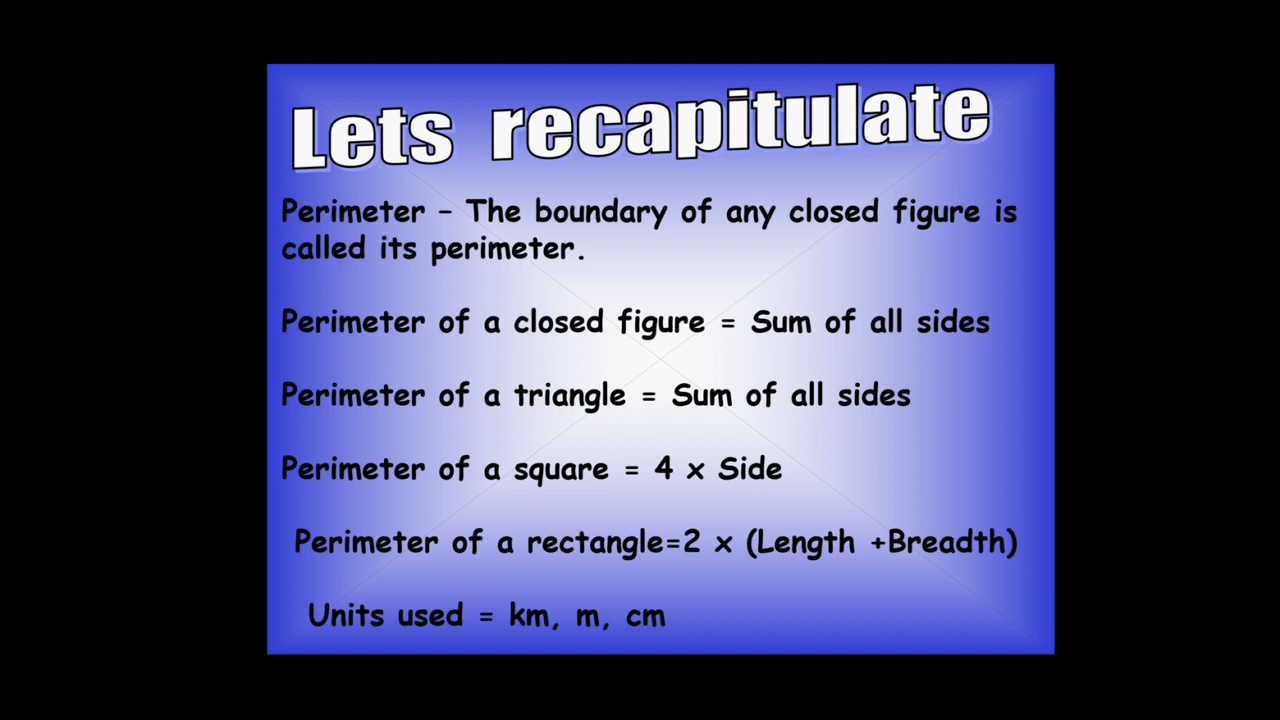 Lets recapitulate
Perimeter – The boundary of any closed figure is
called its perimeter.
Perimeter of a closed figure = Sum of all sides
Perimeter of a triangle = Sum of all sides
Perimeter of a square = 4 x Side
Perimeter of a rectangle=2 x (Length +Breadth)
Units used = km, m, cm